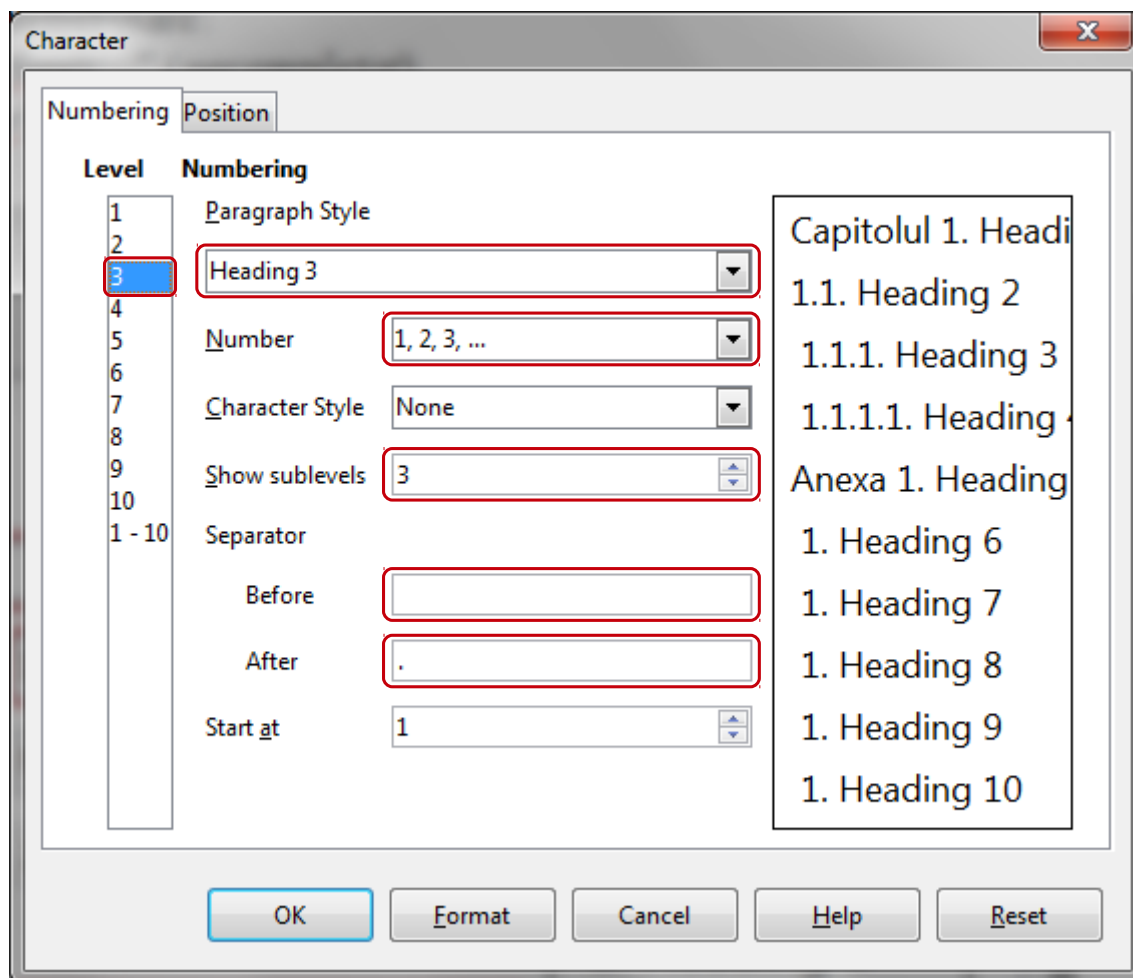 Character
Numbering Position
Level Numbering
1
2
3
4
5
6
7
8
9
10
1 - 10
Paragraph Style
Heading 3
Number 1, 2, 3, ...
Character Style None
Show sublevels 3
Separator
Before
After .
Start at 1
Capitolul 1. Headi
1.1. Heading 2
1.1.1. Heading 3
1.1.1.1. Heading
Anexa 1. Heading
1. Heading 6
1. Heading 7
1. Heading 8
1. Heading 9
1. Heading 10
OK Format Cancel Help Reset